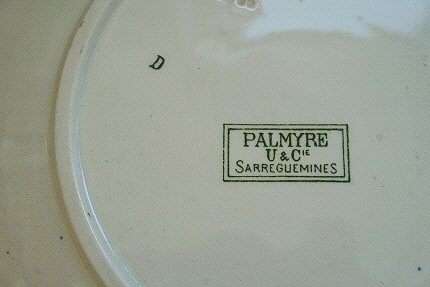 D
PALMYRE
U & CIE
SARREGUEMINES